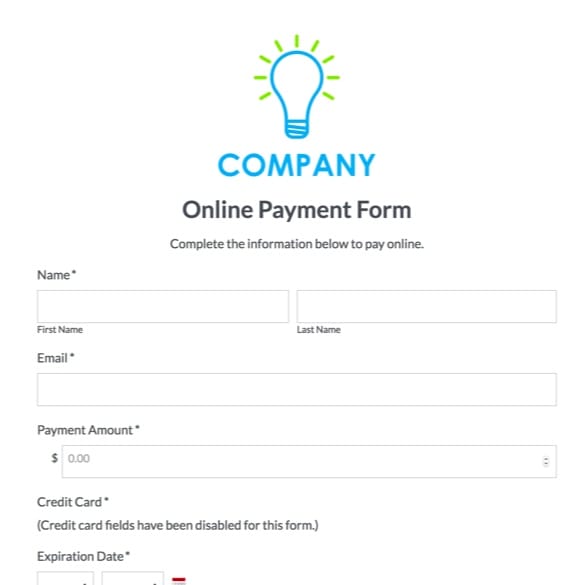 COMPANY
Online Payment Form
Complete the information below to pay online.
Name*
First Name Last Name
Email*
Payment Amount*
$ 0.00
Credit Card*
(Credit card fields have been disabled for this form.)
Expiration Date*